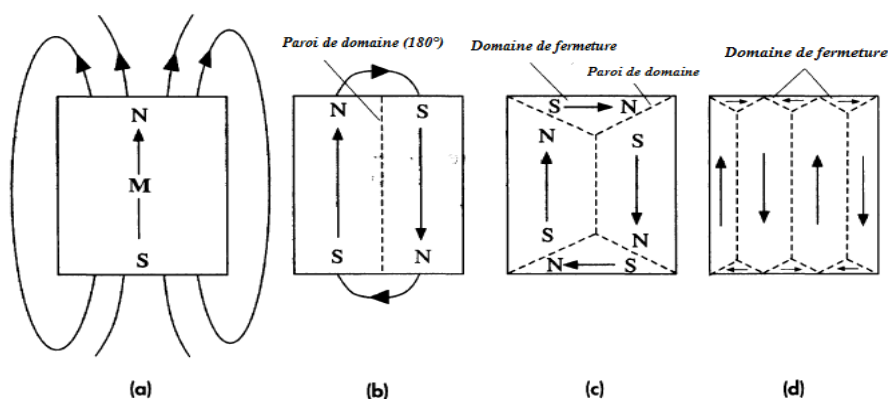 Paroi de domaine (180°)
Domaine de fermeture
Paroi de domaine
Domaine de fermeture
N
M
S
N S
S N
S N
N S
S N
N S
(a) (b) (c) (d)